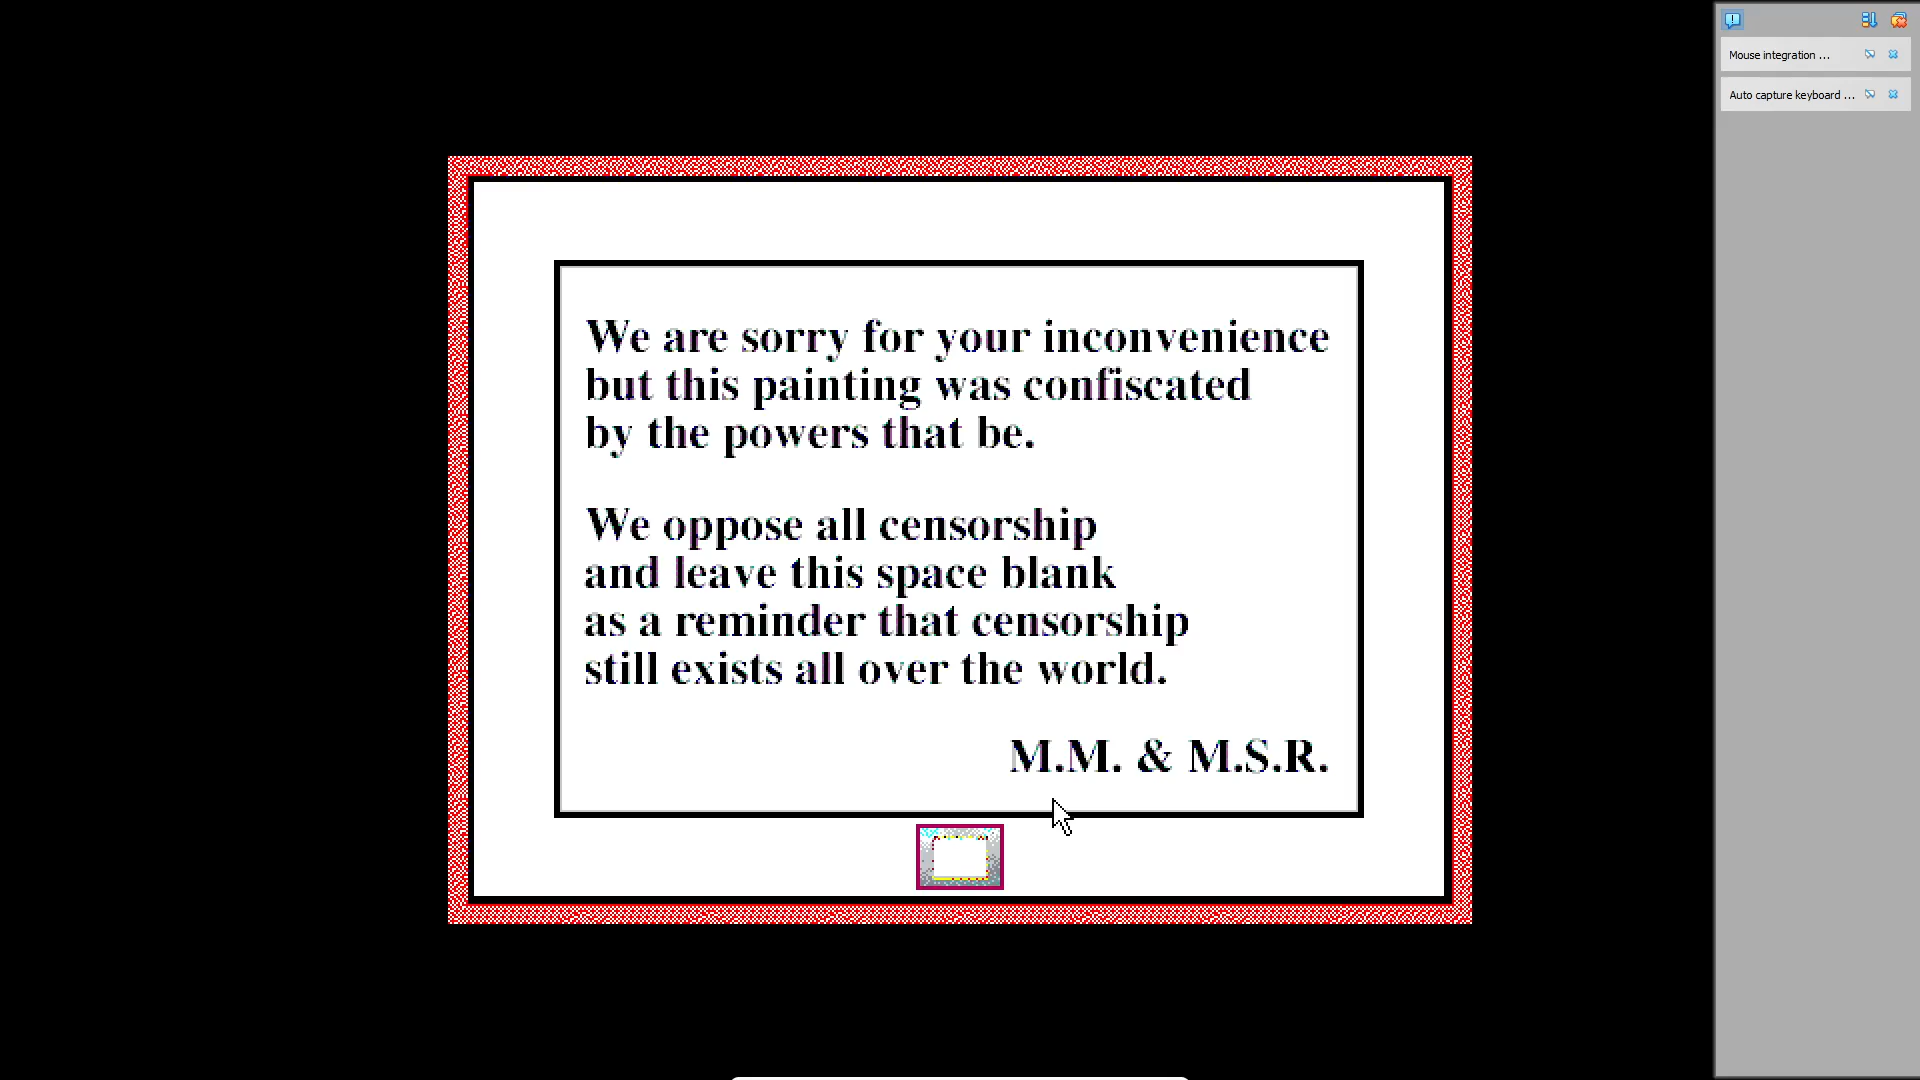 Mouse integration ...
Auto capture keyboard ...
We are sorry for your inconvenience
but this painting was confiscated
by the powers that be.
We oppose all censorship
and leave this space blank
as a reminder that censorship
still exists all over the world.
M.M. & M.S.R.